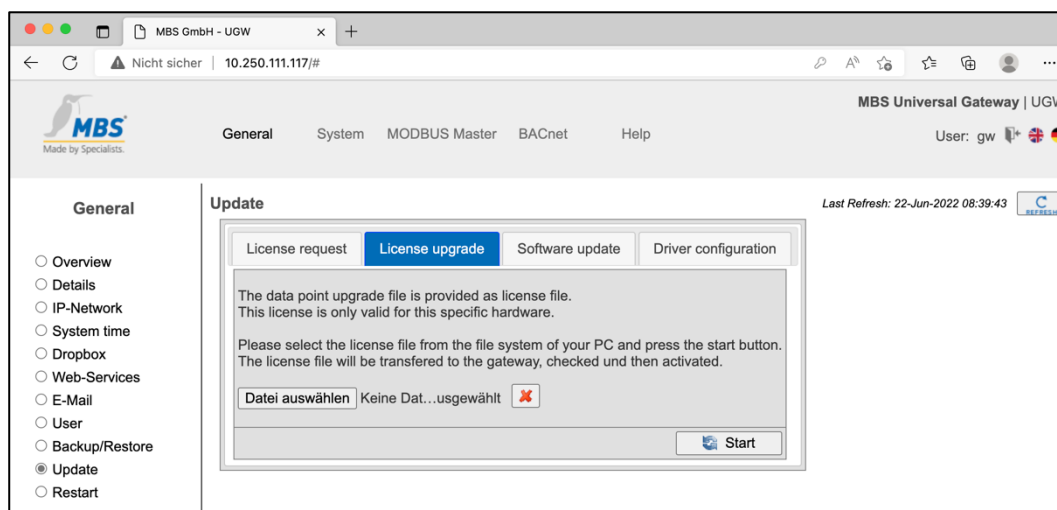 MBS GmbH - UGW
Nicht sicher | 10.250.111.117/#
MBS Universal Gateway | UGW
MBS
Made by Specialists.
General System MODBUS Master BACnet Help
User: gw
General
Update
Last Refresh: 22-Jun-2022 08:39:43
REFRESH
License request License upgrade Software update Driver configuration
Overview
Details
IP-Network
System time
Dropbox
Web-Services
E-Mail
User
Backup/Restore
Update
Restart
The data point upgrade file is provided as license file.
This license is only valid for this specific hardware.
Please select the license file from the file system of your PC and press the start button.
The license file will be transfered to the gateway, checked und then activated.
Datei auswählen Keine Dat…usgewählt
Start